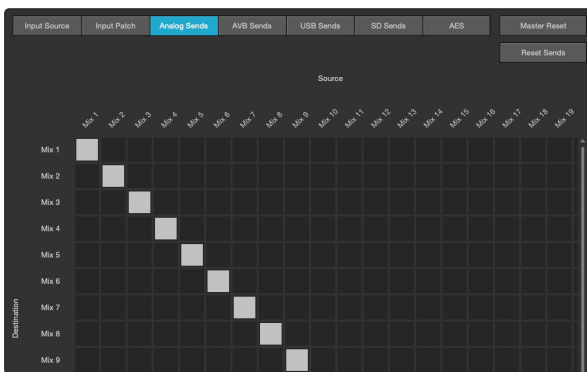 Input Source Input Patch Analog Sends AVB Sends USB Sends SD Sends AES Master Reset
Reset Sends
Source
Mix 1 Mix 2 Mix 3 Mix 4 Mix 5 Mix 6 Mix 7 Mix 8 Mix 9 Mix 10 Mix 11 Mix 12 Mix 13 Mix 14 Mix 15 Mix 16 Mix 17 Mix 18 Mix 19
Mix 1
Mix 2
Mix 3
Mix 4
Mix 5
Mix 6
Mix 7
Mix 8
Mix 9
Destination